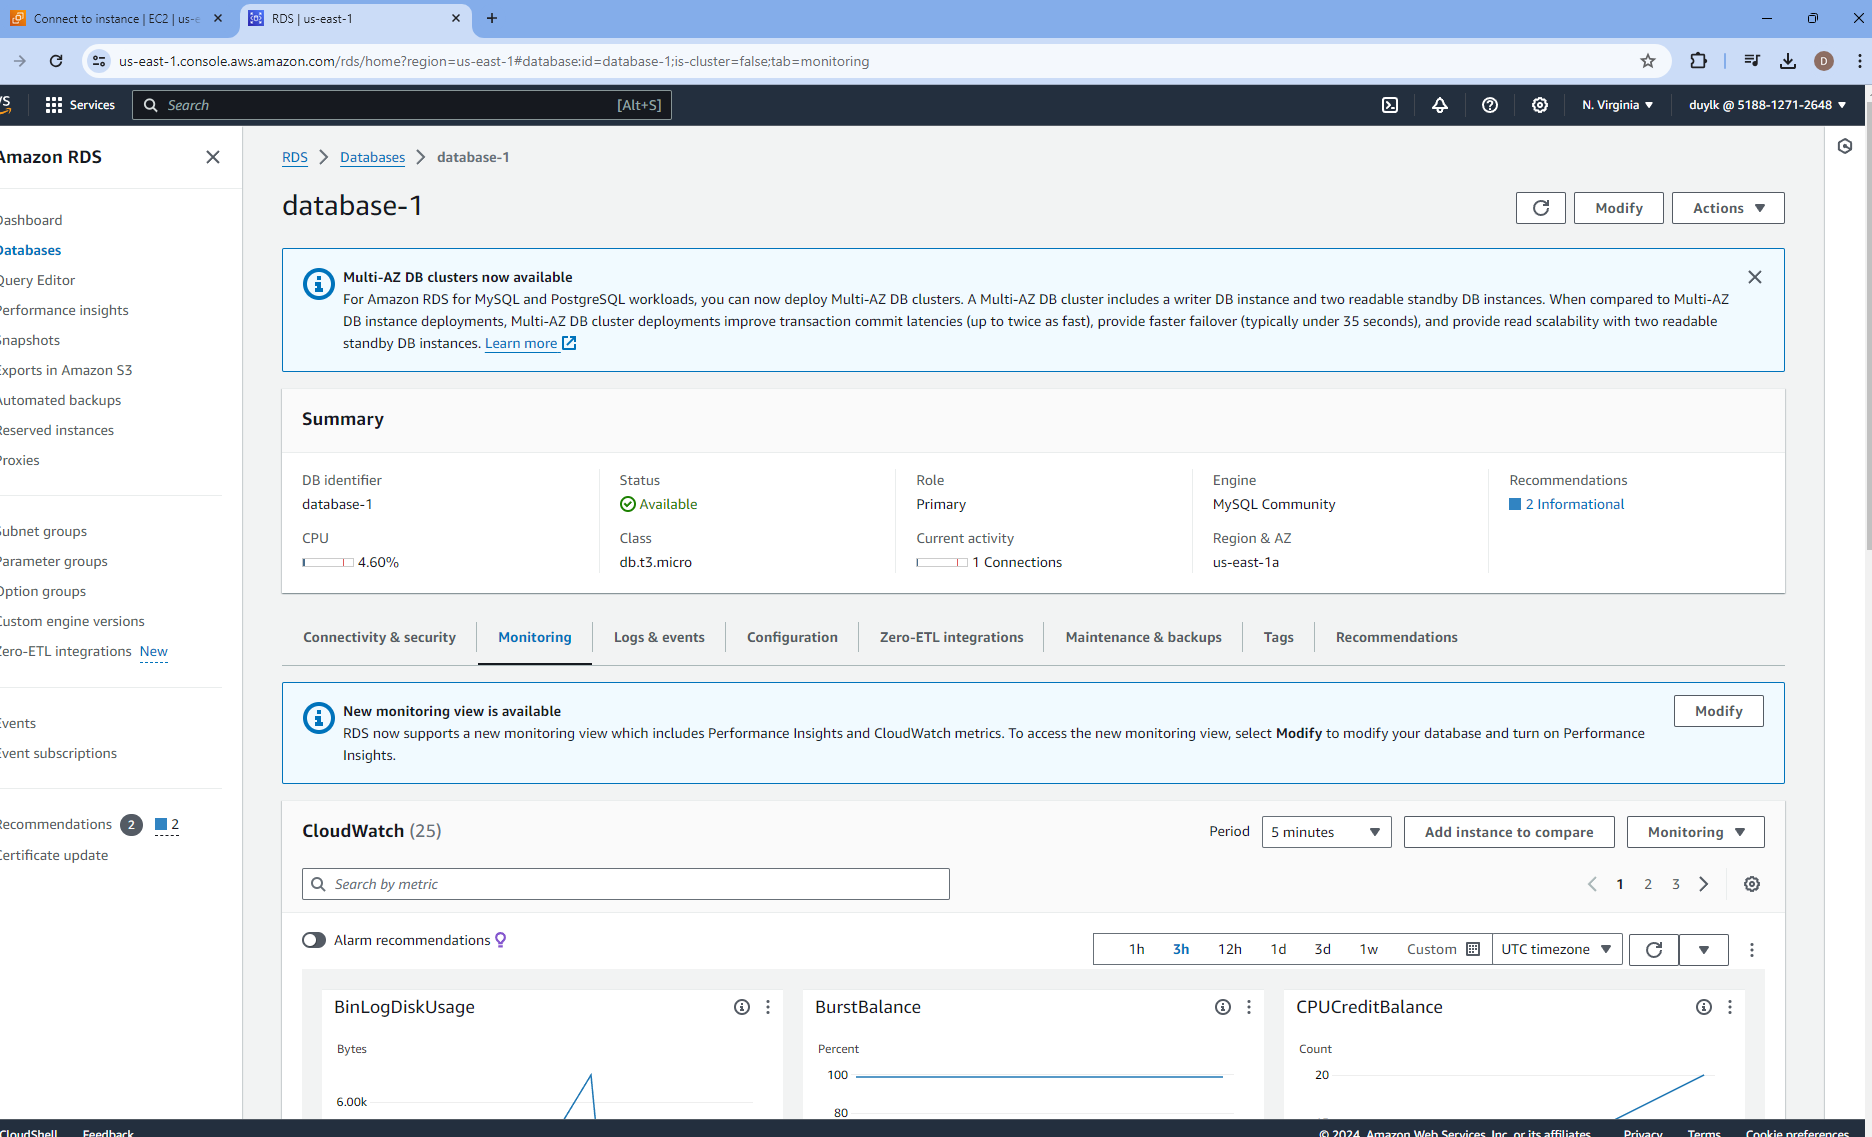 Connect to instance | EC2 | us-e
RDS | us-east-1
us-east-1.console.aws.amazon.com/rds/home?region=us-east-1#database:id=database-1;is-cluster=false;tab=monitoring
D
Services
Search
[Alt+S]
N. Virginia
duylk @ 5188-1271-2648
Amazon RDS
Dashboard
Databases
Query Editor
Performance insights
Snapshots
Exports in Amazon S3
Automated backups
Reserved instances
Proxies
Subnet groups
Parameter groups
Option groups
Custom engine versions
Zero-ETL integrations New
Events
Event subscriptions
Recommendations 2 2
Certificate update
RDS > Databases > database-1
database-1
Modify
Actions
Multi-AZ DB clusters now available
For Amazon RDS for MySQL and PostgreSQL workloads, you can now deploy Multi-AZ DB clusters. A Multi-AZ DB cluster includes a writer DB instance and two readable standby DB instances. When compared to Multi-AZ
DB instance deployments, Multi-AZ DB cluster deployments improve transaction commit latencies (up to twice as fast), provide faster failover (typically under 35 seconds), and provide read scalability with two readable
standby DB instances. Learn more
Summary
DB identifier
database-1
CPU
4.60%
Status
Available
Class
db.t3.micro
Role
Primary
Current activity
1 Connections
Engine
MySQL Community
Region & AZ
us-east-1a
Recommendations
2 Informational
Connectivity & security
Monitoring
Logs & events
Configuration
Zero-ETL integrations
Maintenance & backups
Tags
Recommendations
New monitoring view is available
RDS now supports a new monitoring view which includes Performance Insights and CloudWatch metrics. To access the new monitoring view, select Modify to modify your database and turn on Performance
Insights.
Modify
CloudWatch (25)
Period
5 minutes
Add instance to compare
Monitoring
Search by metric
1 2 3
Alarm recommendations
1h 3h 12h 1d 3d 1w Custom
UTC timezone
BinLogDiskUsage
Bytes
6.00k
BurstBalance
Percent
100
80
CPUCreditBalance
Count
20
CloudShell
Feedback
© 2024, Amazon Web Services, Inc. or its affiliates.
Privacy
Terms
Cookie preferences